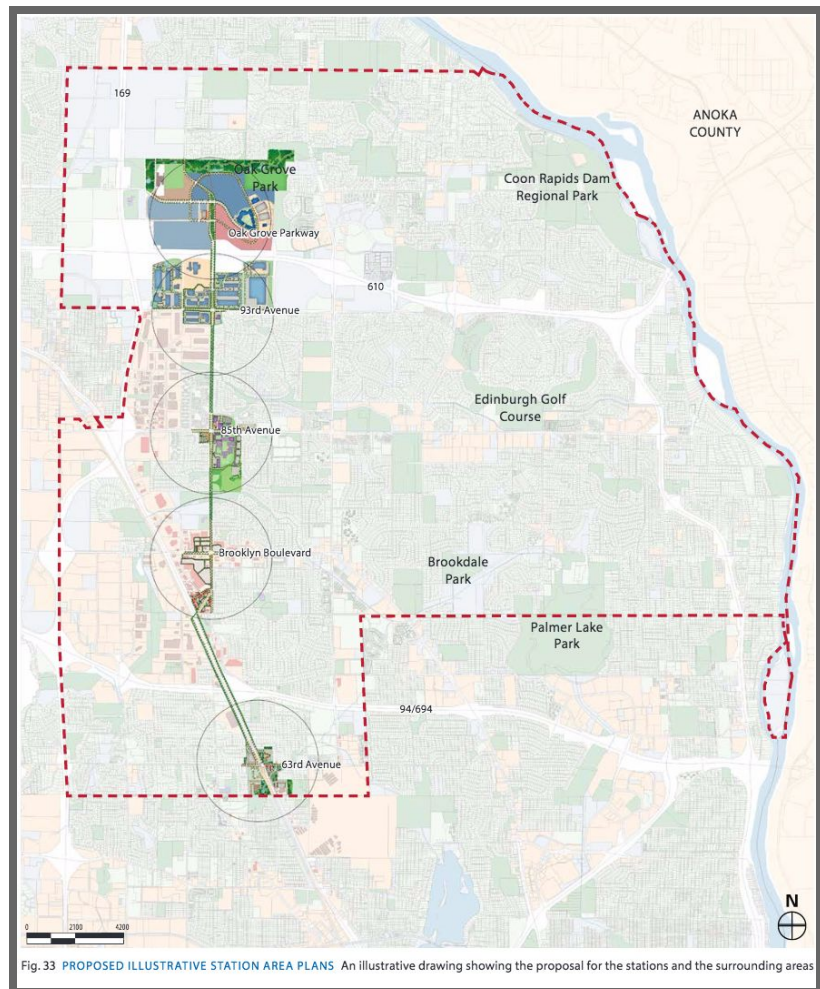 169
ANOKA
COUNTY
Oak Grove
Park
Coon Rapids Dam
Regional Park
Oak Grove Parkway
610
93rd Avenue
Edinburgh Golf
Course
85th Avenue
Brooklyn Boulevard
Brookdale
Park
Palmer Lake
Park
94/694
63rd Avenue
N
0 2100 4200
Fig. 33 PROPOSED ILLUSTRATIVE STATION AREA PLANS An illustrative drawing showing the proposal for the stations and the surrounding areas